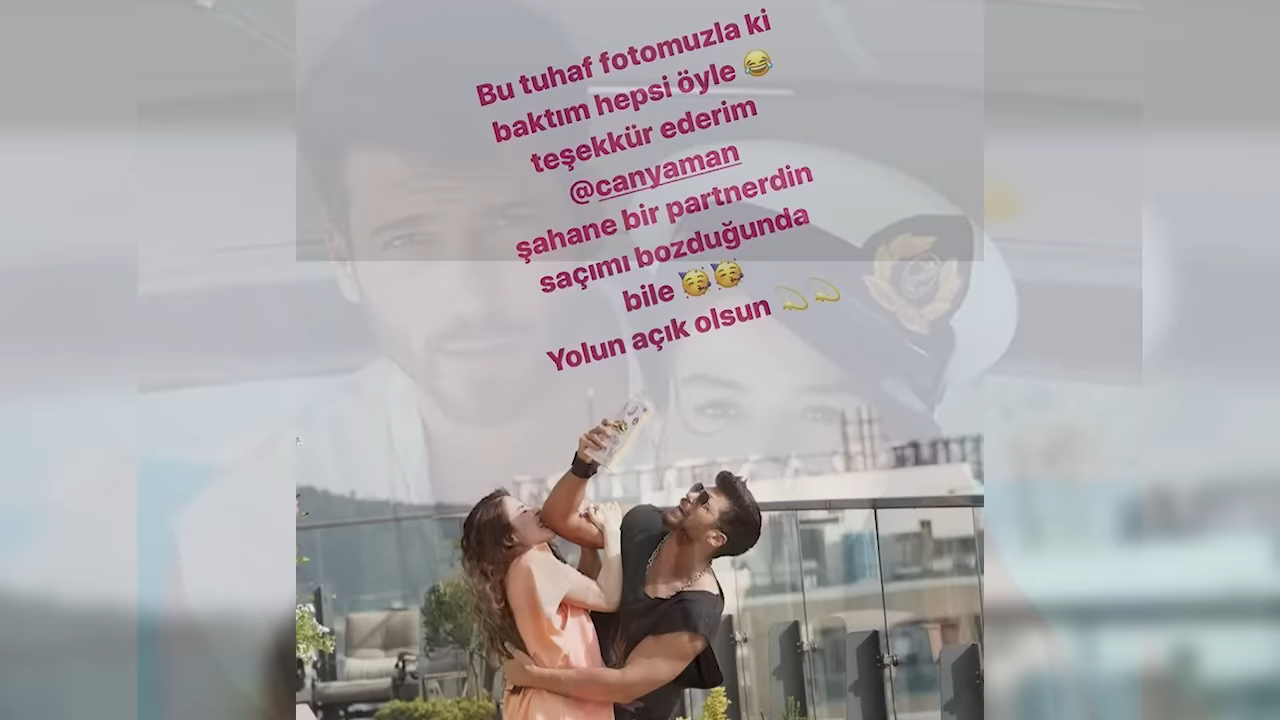 Bu tuhaf fotomuzla ki
baktım hepsi öyle 😂
teşekkür ederim
@canyaman
şahane bir partnerdin
saçımı bozduğunda
bile 🥳🥳
Yolun açık olsun 💫💫